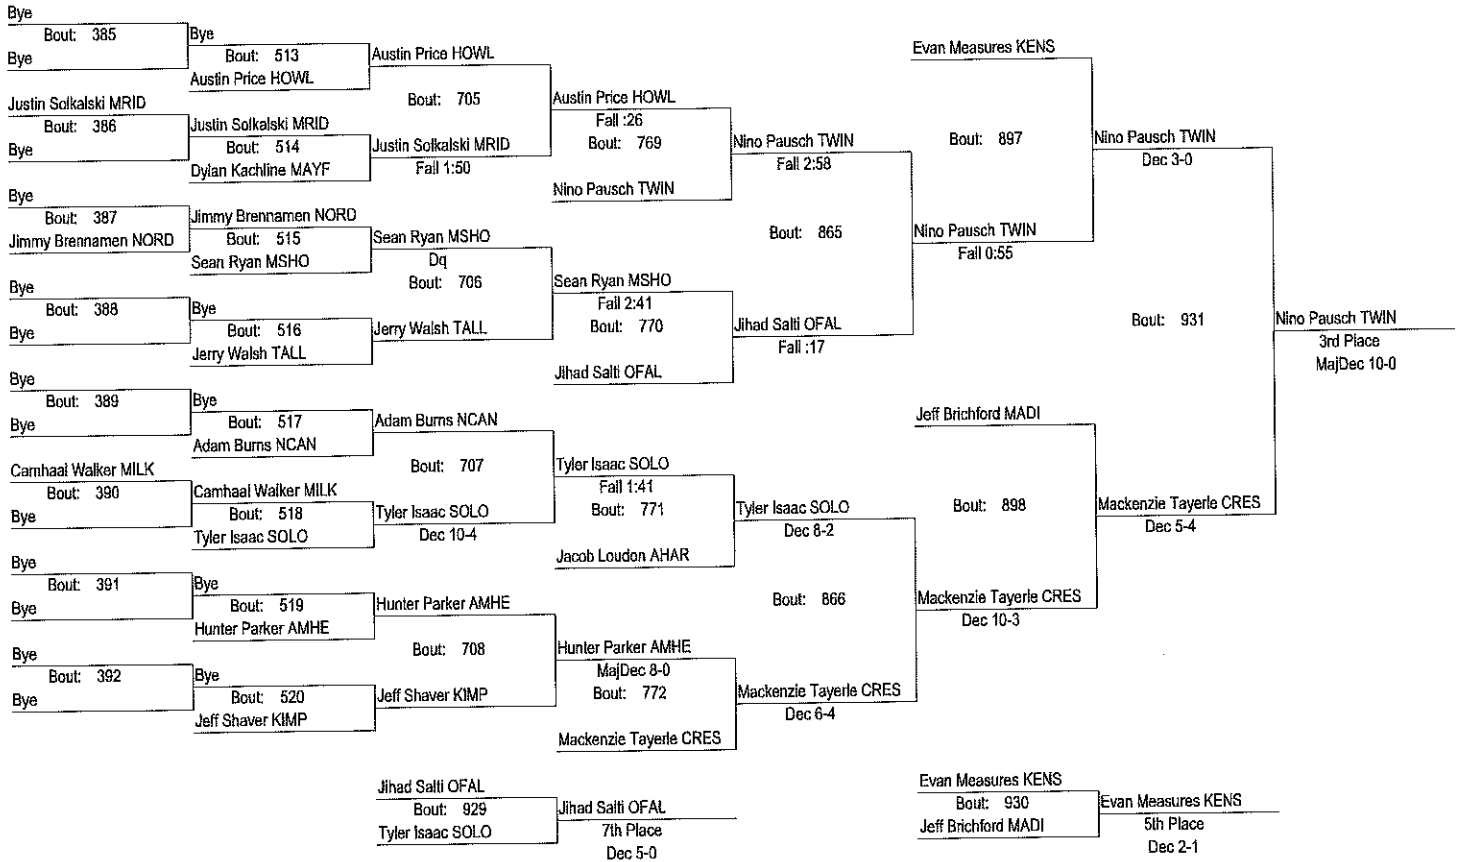 Bye
Bout: 385
Bye
Bye
Bout: 513
Austin Price HOWL
Austin Price HOWL
Justin Solkalski MRID
Bout: 386
Bye
Justin Solkalski MRID
Bout: 514
Dylan Kachline MAYF
Justin Solkalski MRID
Fall 1:50
Bout: 705
Austin Price HOWL
Fall :26
Bout: 769
Nino Pausch TWIN
Nino Pausch TWIN
Fall 2:58
Bye
Bout: 387
Jimmy Brennamen NORD
Jimmy Brennamen NORD
Bout: 515
Sean Ryan MSHO
Sean Ryan MSHO
Dq
Bout: 706
Bye
Bout: 388
Bye
Bye
Bout: 516
Jerry Walsh TALL
Jerry Walsh TALL
Sean Ryan MSHO
Fall 2:41
Bout: 770
Jihad Salti OFAL
Jihad Salti OFAL
Fall :17
Bout: 865
Nino Pausch TWIN
Fall 0:55
Evan Measures KENS
Bout: 897
Nino Pausch TWIN
Dec 3-0
Bye
Bout: 389
Bye
Bye
Bout: 517
Adam Burns NCAN
Adam Burns NCAN
Bout: 707
Camhaal Walker MILK
Bout: 390
Bye
Camhaal Walker MILK
Bout: 518
Tyler Isaac SOLO
Tyler Isaac SOLO
Dec 10-4
Tyler Isaac SOLO
Fall 1:41
Bout: 771
Jacob Loudon AHAR
Tyler Isaac SOLO
Dec 8-2
Bye
Bout: 391
Bye
Bye
Bout: 519
Hunter Parker AMHE
Hunter Parker AMHE
Bout: 708
Bye
Bout: 392
Bye
Bye
Bout: 520
Jeff Shaver KIMP
Jeff Shaver KIMP
Hunter Parker AMHE
MajDec 8-0
Bout: 772
Mackenzie Tayerle CRES
Mackenzie Tayerle CRES
Dec 6-4
Bout: 866
Mackenzie Tayerle CRES
Dec 10-3
Jeff Brichford MADI
Bout: 898
Mackenzie Tayerle CRES
Dec 5-4
Bout: 931
Nino Pausch TWIN
3rd Place
MajDec 10-0
Jihad Salti OFAL
Bout: 929
Tyler Isaac SOLO
Jihad Salti OFAL
7th Place
Dec 5-0
Evan Measures KENS
Bout: 930
Jeff Brichford MADI
Evan Measures KENS
5th Place
Dec 2-1